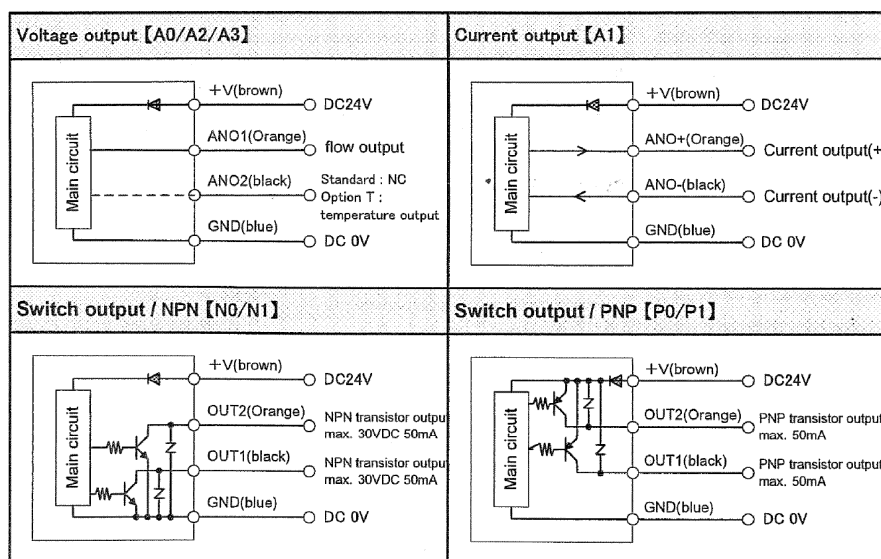 Voltage output【A0/A2/A3】
+V(brown)
DC24V
ANO1(Orange)
flow output
ANO2(black)
Standard : NC
Option T :
temperature output
GND(blue)
DC 0V
Main circuit
Current output【A1】
+V(brown)
DC24V
ANO+(Orange)
Current output(+
ANO-(black)
Current output(-)
GND(blue)
DC 0V
Main circuit
Switch output / NPN【N0/N1】
+V(brown)
DC24V
OUT2(Orange)
NPN transistor output
max. 30VDC 50mA
OUT1(black)
NPN transistor output
max. 30VDC 50mA
GND(blue)
DC 0V
Main circuit
Switch output / PNP【P0/P1】
+V(brown)
DC24V
OUT2(Orange)
PNP transistor output
max. 50mA
OUT1(black)
PNP transistor output
max. 50mA
GND(blue)
DC 0V
Main circuit